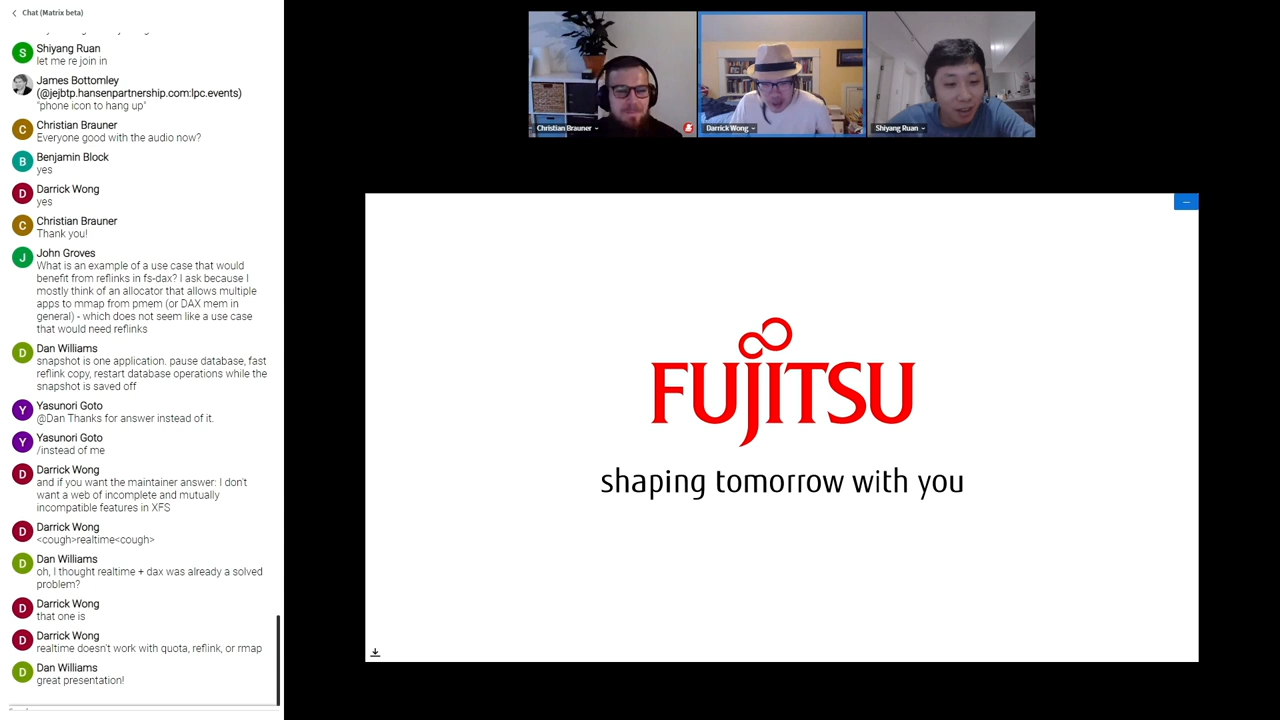 Chat (Matrix beta)
Shiyang Ruan
let me re join in
James Bottomley
(@jejbtp.hansenpartnership.com:lpc.events)
"phone icon to hang up"
Christian Brauner
Everyone good with the audio now?
Benjamin Block
yes
Darrick Wong
yes
Christian Brauner
Thank you!
John Groves
What is an example of a use case that would
benefit from reflinks in fs-dax? I ask because I
mostly think of an allocator that allows multiple
apps to mmap from pmem (or DAX mem in
general) - which does not seem like a use case
that would need reflinks
Dan Williams
snapshot is one application. pause database, fast
reflink copy, restart database operations while the
snapshot is saved off
Yasunori Goto
@Dan Thanks for answer instead of it.
Yasunori Goto
/instead of me
Darrick Wong
and if you want the maintainer answer: I don't
want a web of incomplete and mutually
incompatible features in XFS
Darrick Wong
<cough>realtime<cough>
Dan Williams
oh, I thought realtime + dax was already a solved
problem?
Darrick Wong
that one is
Darrick Wong
realtime doesn't work with quota, reflink, or rmap
Dan Williams
great presentation!
Christian Brauner
Darrick Wong
Shiyang Ruan
FUJITSU
shaping tomorrow with you